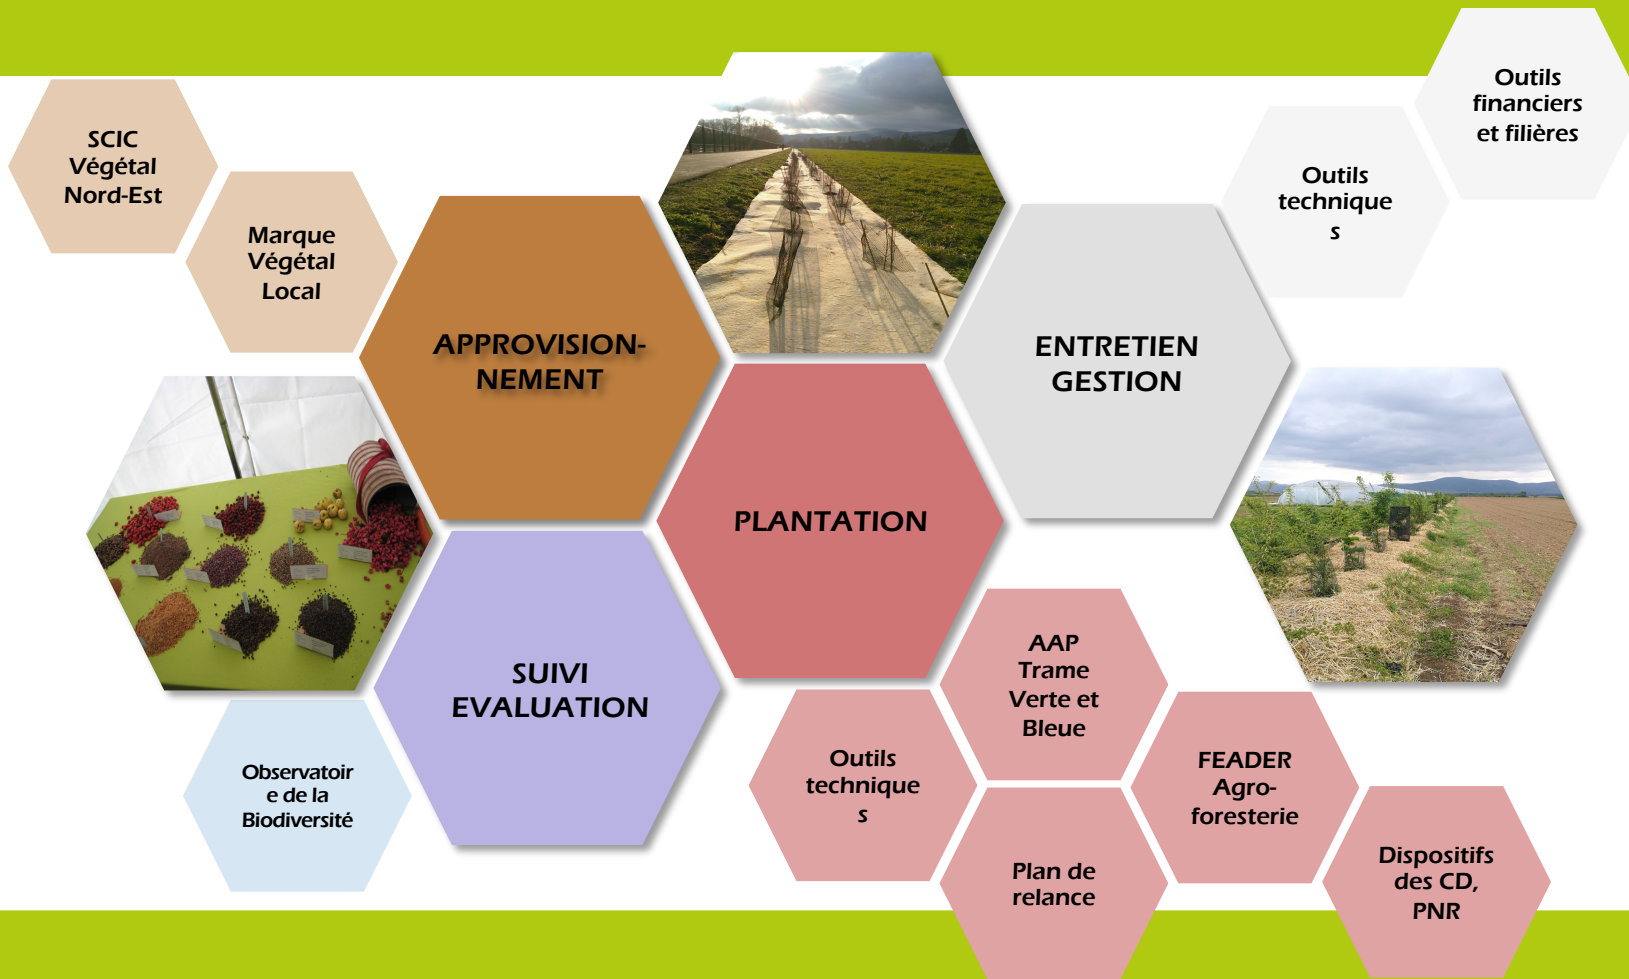 Outils
financiers
et filières
SCIC
Végétal
Nord-Est
Outils
technique
s
Marque
Végétal
Local
APPROVISION-
NEMENT
ENTRETIEN
GESTION
PLANTATION
SUIVI
EVALUATION
AAP
Trame
Verte et
Bleue
Outils
technique
s
FEADER
Agro-
foresterie
Observatoir
e de la
Biodiversité
Plan de
relance
Dispositifs
des CD,
PNR